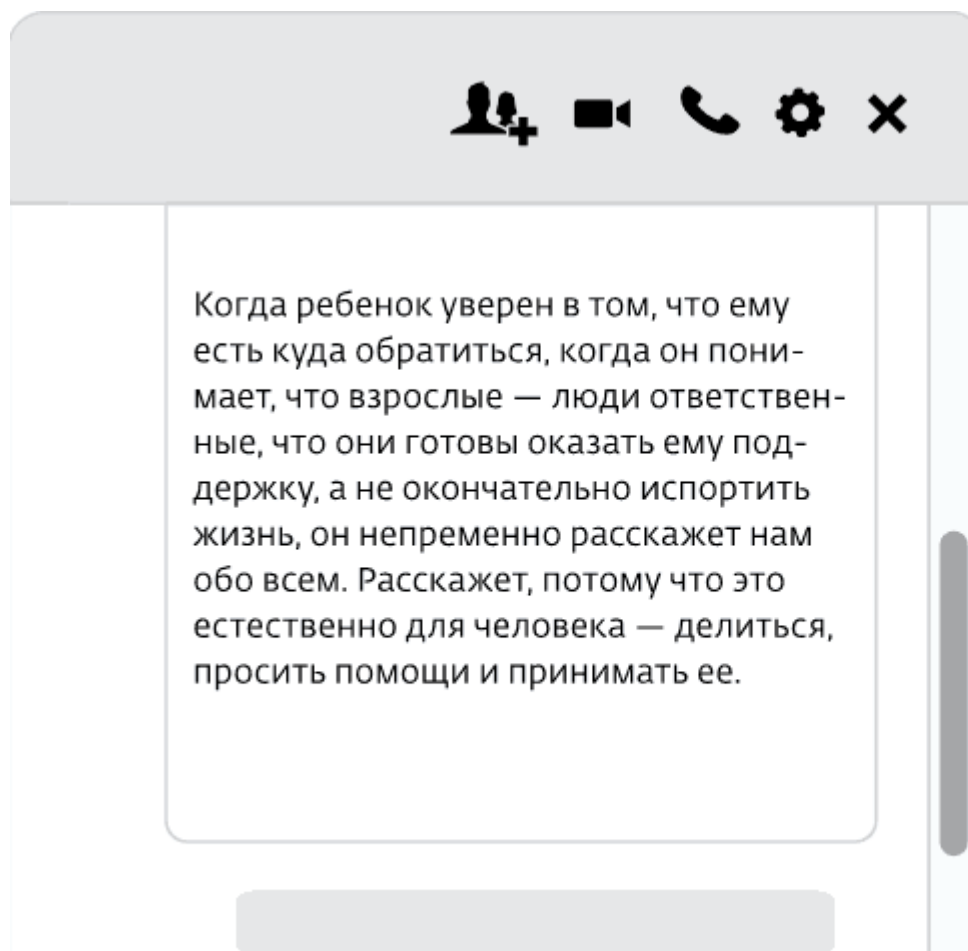 Когда ребенок уверен в том, что ему
есть куда обратиться, когда он пони-
мает, что взрослые — люди ответствен-
ные, что они готовы оказать ему под-
держку, а не окончательно испортить
жизнь, он непременно расскажет нам
обо всем. Расскажет, потому что это
естественно для человека — делиться,
просить помощи и принимать ее.